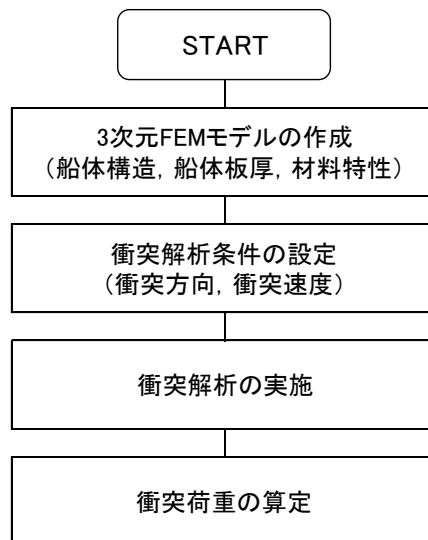 START
3次元FEMモデルの作成
（船体構造, 船体板厚, 材料特性）
衝突解析条件の設定
（衝突方向, 衝突速度）
衝突解析の実施
衝突荷重の算定